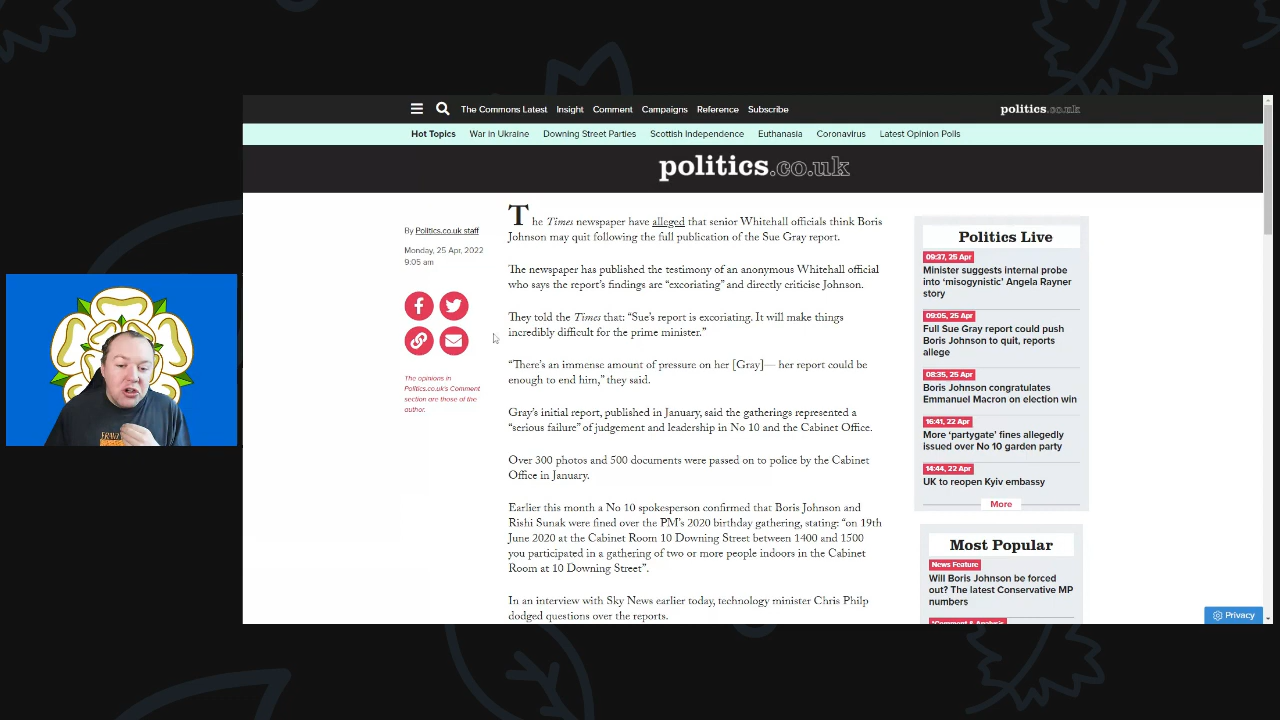 The Commons Latest Insight Comment Campaigns Reference Subscribe politics.co.uk
Hot Topics War in Ukraine Downing Street Parties Scottish Independence Euthanasia Coronavirus Latest Opinion Polls
politics.co.uk
By Politics.co.uk staff
Monday, 25 Apr, 2022
9:05 am
The opinions in
Politics.co.uk's Comment
section are those of the
author.
The Times newspaper have alleged that senior Whitehall officials think Boris
Johnson may quit following the full publication of the Sue Gray report.
The newspaper has published the testimony of an anonymous Whitehall official
who says the report’s findings are “excoriating” and directly criticise Johnson.
They told the Times that: “Sue’s report is excoriating. It will make things
incredibly difficult for the prime minister.”
“There’s an immense amount of pressure on her [Gray]— her report could be
enough to end him,” they said.
Gray’s initial report, published in January, said the gatherings represented a
“serious failure” of judgement and leadership in No 10 and the Cabinet Office.
Over 300 photos and 500 documents were passed on to police by the Cabinet
Office in January.
Earlier this month a No 10 spokesperson confirmed that Boris Johnson and
Rishi Sunak were fined over the PM’s 2020 birthday gathering, stating: “on 19th
June 2020 at the Cabinet Room 10 Downing Street between 1400 and 1500
you participated in a gathering of two or more people indoors in the Cabinet
Room at 10 Downing Street”.
In an interview with Sky News earlier today, technology minister Chris Philp
dodged questions over the reports.
Politics Live
09:37, 25 Apr
Minister suggests internal probe
into ‘misogynistic’ Angela Rayner
story
09:05, 25 Apr
Full Sue Gray report could push
Boris Johnson to quit, reports
allege
08:35, 25 Apr
Boris Johnson congratulates
Emmanuel Macron on election win
16:41, 22 Apr
More ‘partygate’ fines allegedly
issued over No 10 garden party
14:44, 22 Apr
UK to reopen Kyiv embassy
More
Most Popular
News Feature
Will Boris Johnson be forced
out? The latest Conservative MP
numbers
Privacy